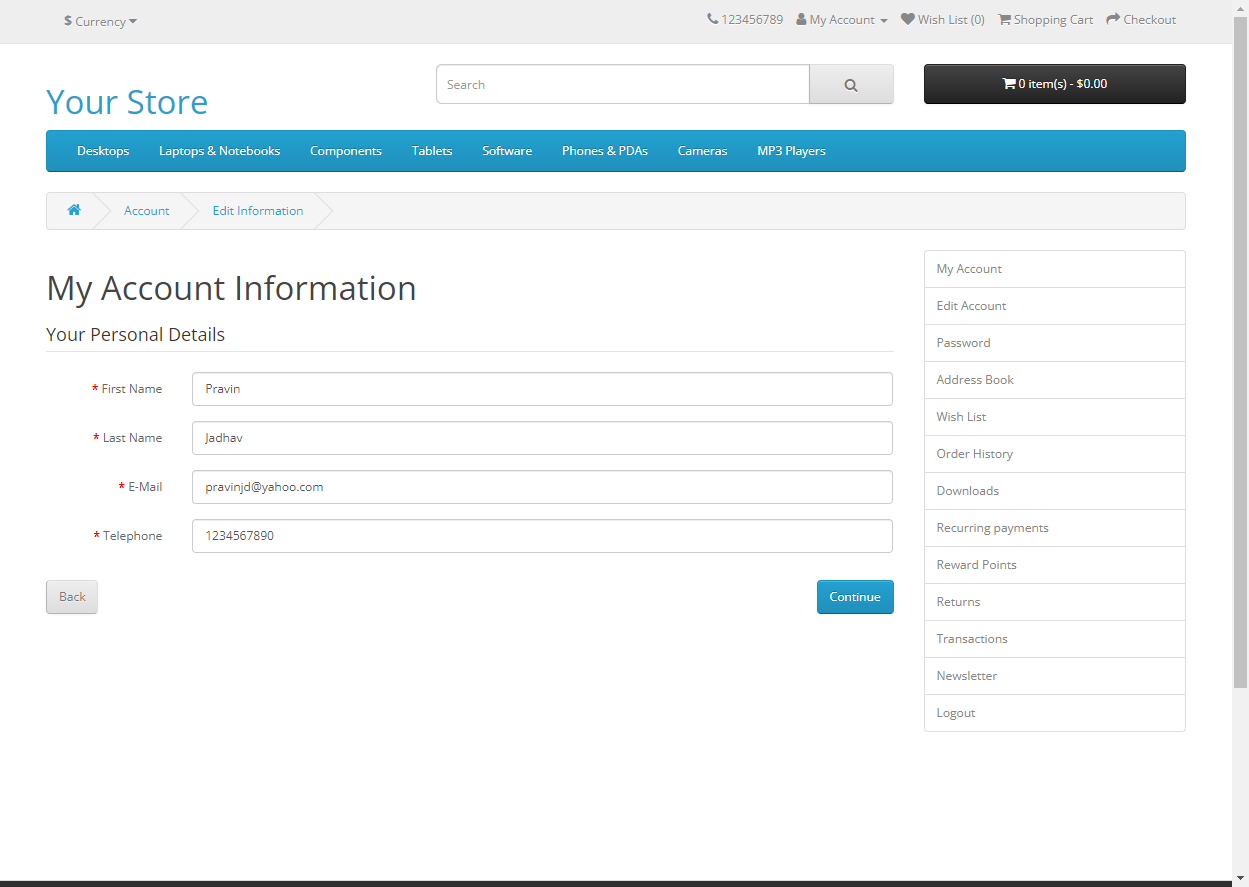 $ Currency
123456789 My Account Wish List (0) Shopping Cart Checkout
Your Store
Search
0 item(s) - $0.00
Desktops Laptops & Notebooks Components Tablets Software Phones & PDAs Cameras MP3 Players
Account Edit Information
My Account Information
Your Personal Details
* First Name Pravin
* Last Name Jadhav
* E-Mail pravinjd@yahoo.com
* Telephone 1234567890
Back Continue
My Account
Edit Account
Password
Address Book
Wish List
Order History
Downloads
Recurring payments
Reward Points
Returns
Transactions
Newsletter
Logout